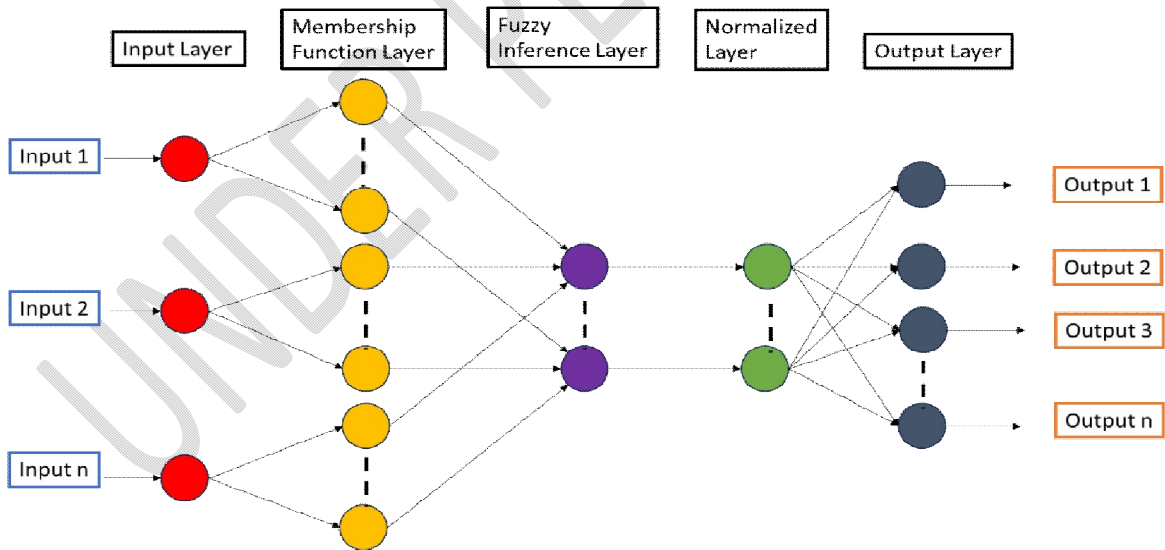 Input Layer
Membership
Function Layer
Fuzzy
Inference Layer
Normalized
Layer
Output Layer
Input 1
Input 2
Input n
Output 1
Output 2
Output 3
Output n
UNDER